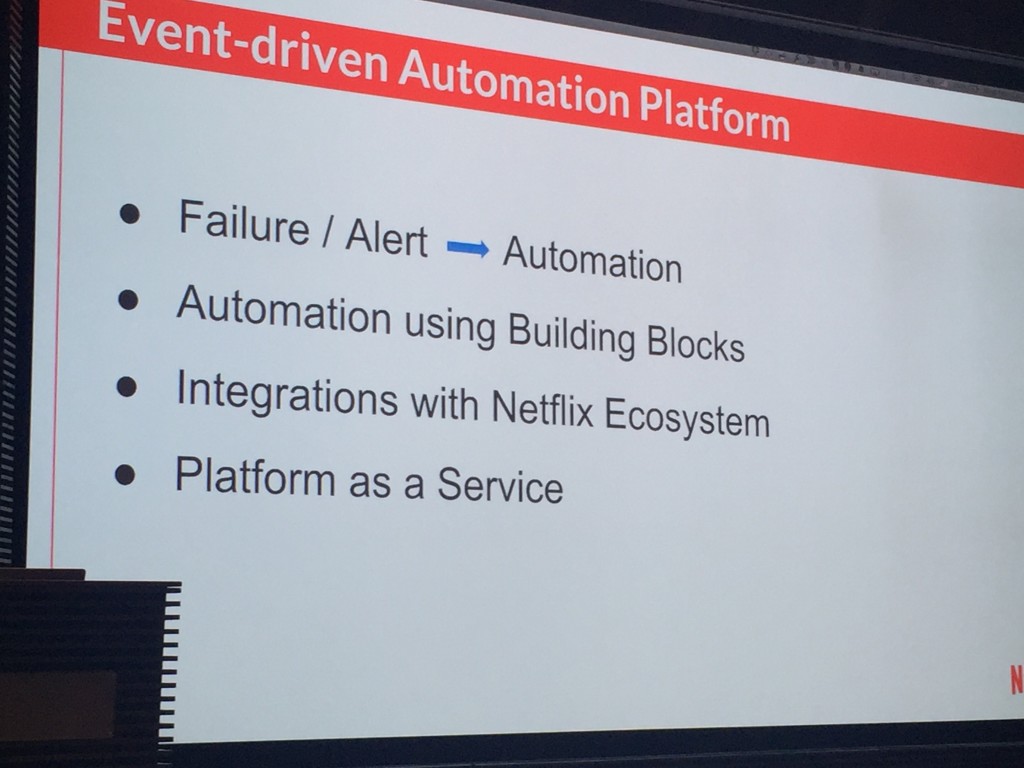 Event-driven Automation Platform
● Failure / Alert ➡ Automation
● Automation using Building Blocks
● Integrations with Netflix Ecosystem
● Platform as a Service
N